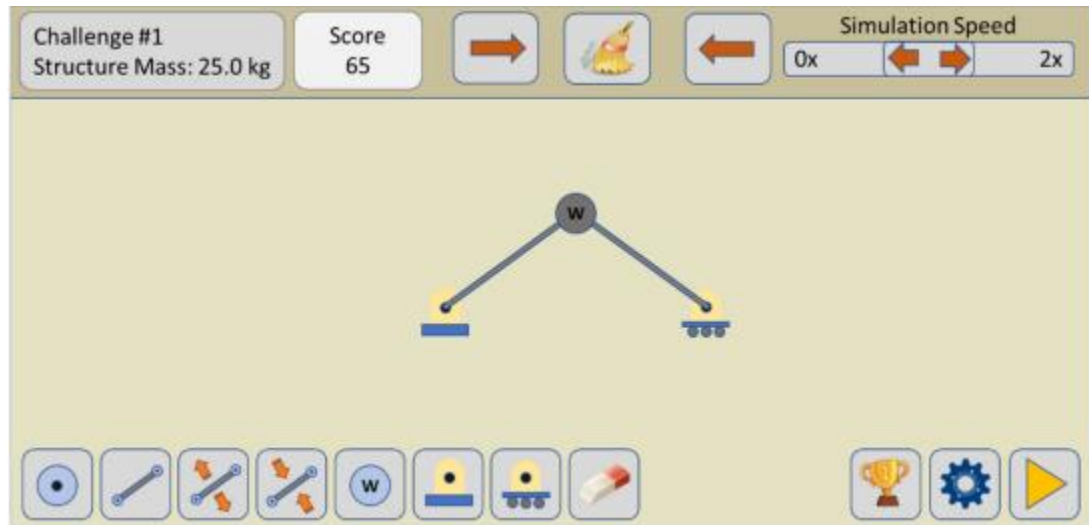 Challenge #1
Structure Mass: 25.0 kg
Score
65
Simulation Speed
0x
2x
W
W